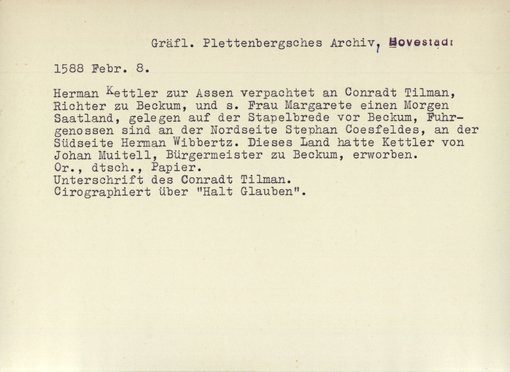 Gräfl. Plettenbergsches Archiv, Hovestadt
1588 Febr. 8.
Herman Kettler zur Assen verpachtet an Conradt Tilman,
Richter zu Beckum, und s. Frau Margarete einen Morgen
Saatland, gelegen auf der Stapelbrede vor Beckum, Fuhr-
genossen sind an der Nordseite Stephan Coesfeldes, an der
Südseite Herman Wibbertz. Dieses Land hatte Kettler von
Johan Muitell, Bürgermeister zu Beckum, erworben.
Or., dtsch., Papier.
Unterschrift des Conradt Tilman.
Cirographiert über "Halt Glauben".